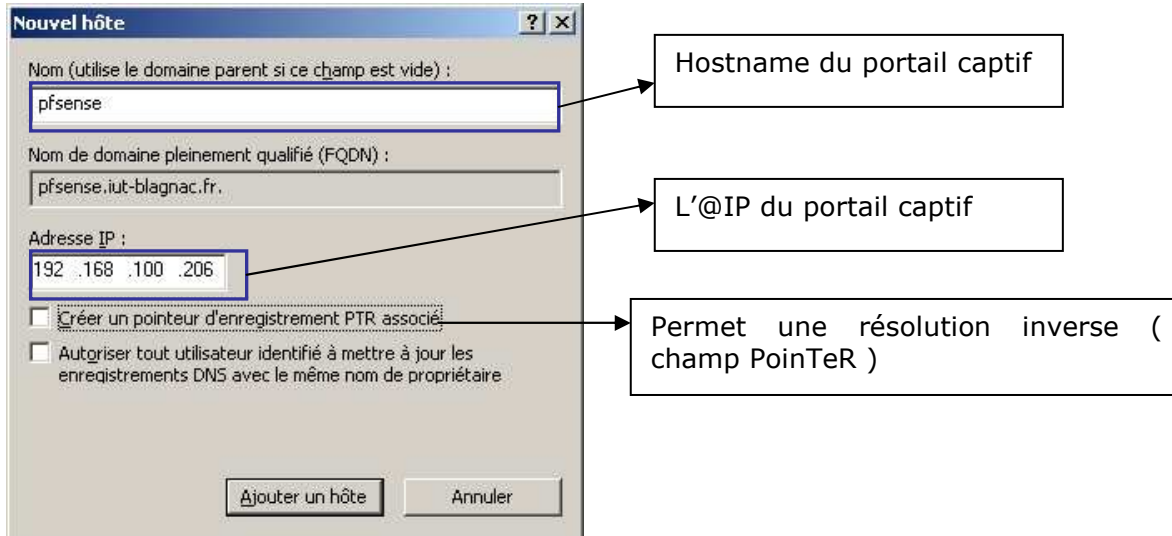 Nouvel hôte
Nom (utilise le domaine parent si ce champ est vide) :
pfsense
Nom de domaine pleinement qualifié (FQDN) :
pfsense.iut-blagnac.fr.
Adresse IP :
192 .168 .100 .206
Créer un pointeur d'enregistrement PTR associé
Autoriser tout utilisateur identifié à mettre à jour les
enregistrements DNS avec le même nom de propriétaire
Ajouter un hôte
Annuler
Hostname du portail captif
L'@IP du portail captif
Permet une résolution inverse (
champ PoinTeR )